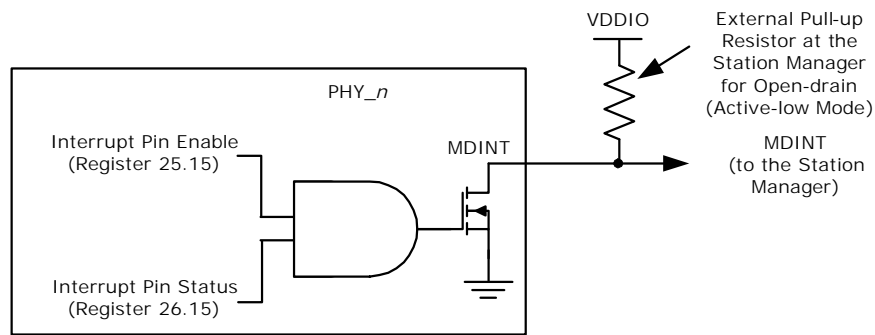 VDDIO
External Pull-up
Resistor at the
Station Manager
for Open-drain
(Active-low Mode)
PHY_n
Interrupt Pin Enable
(Register 25.15)
MDINT
MDINT
(to the Station
Manager)
Interrupt Pin Status
(Register 26.15)